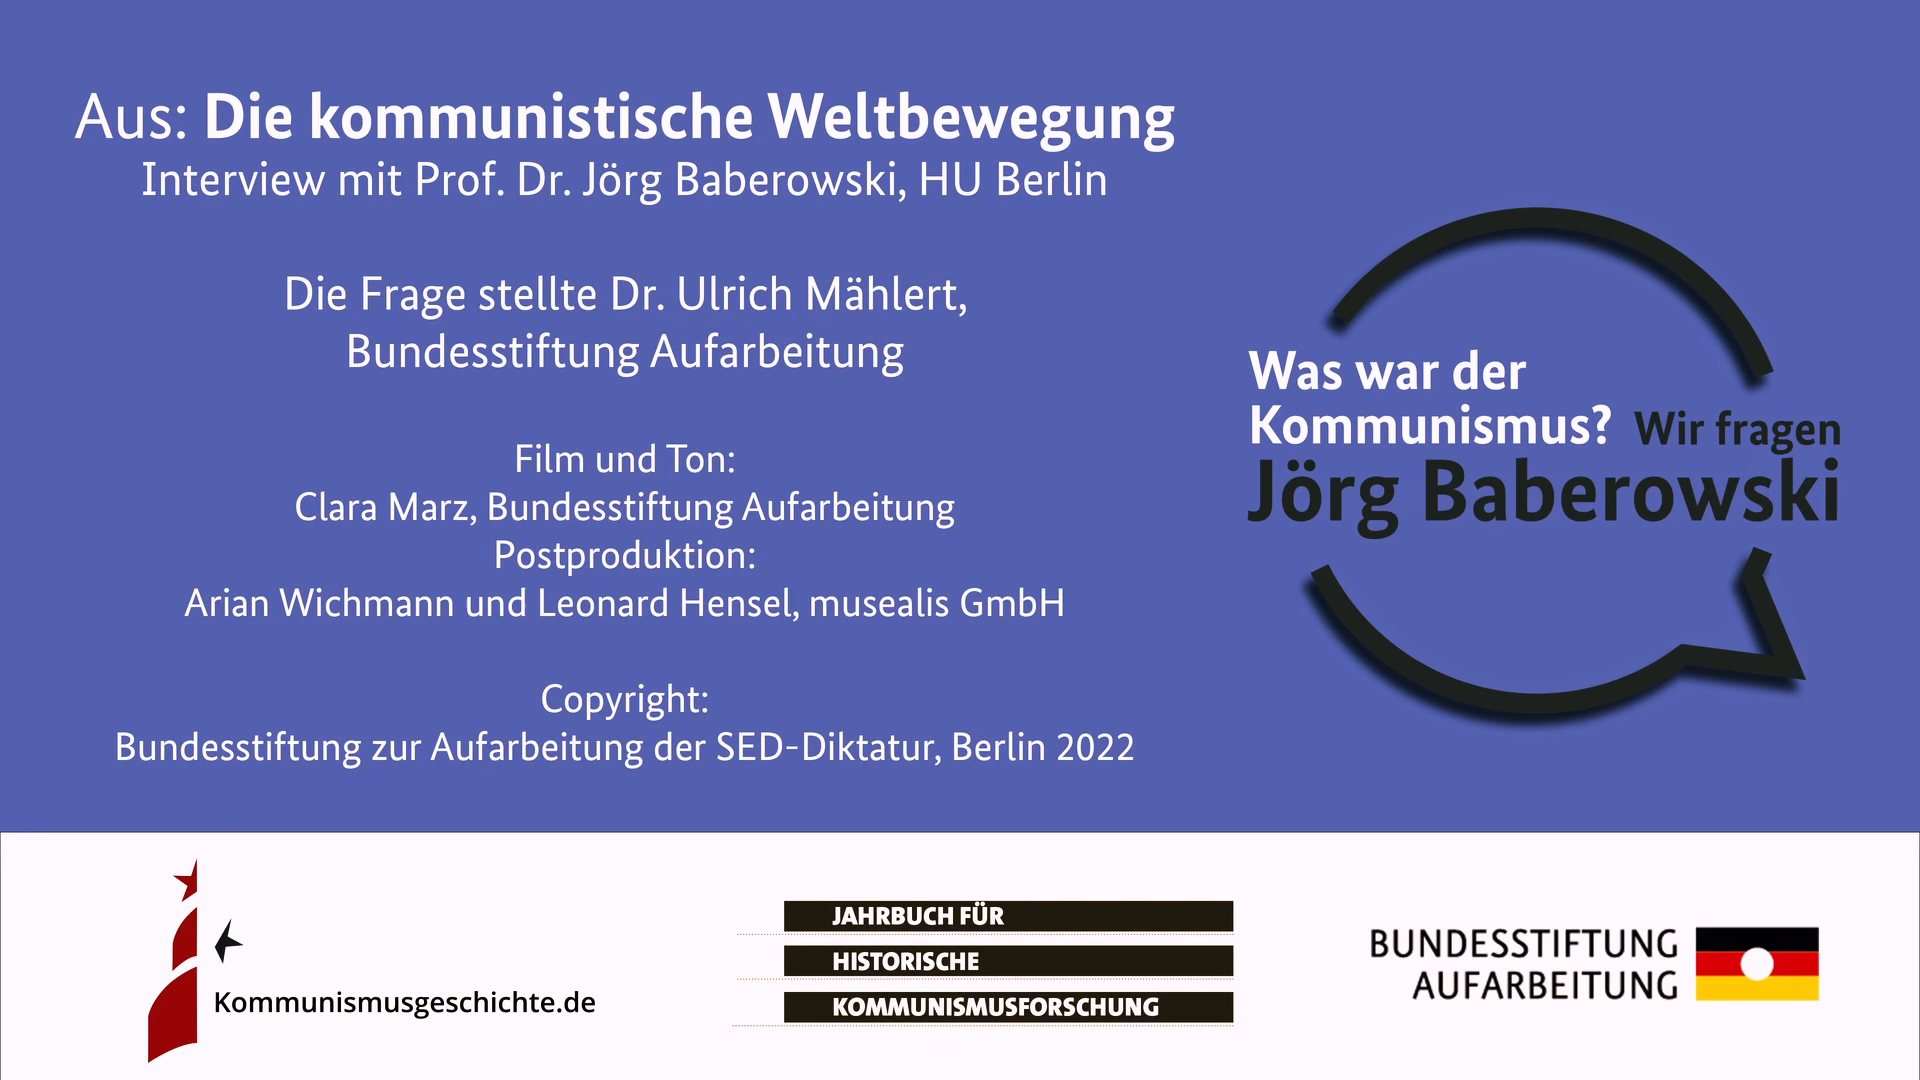 Aus: Die kommunistische Weltbewegung
Interview mit Prof. Dr. Jörg Baberowski, HU Berlin
Die Frage stellte Dr. Ulrich Mählert,
Bundesstiftung Aufarbeitung
Film und Ton:
Clara Marz, Bundesstiftung Aufarbeitung
Postproduktion:
Arian Wichmann und Leonard Hensel, musealis GmbH
Copyright:
Bundesstiftung zur Aufarbeitung der SED-Diktatur, Berlin 2022
Was war der
Kommunismus? Wir fragen
Jörg Baberowski
Kommunismusgeschichte.de
JAHRBUCH FÜR
HISTORISCHE
KOMMUNISMUSFORSCHUNG
BUNDESSTIFTUNG
AUFARBEITUNG